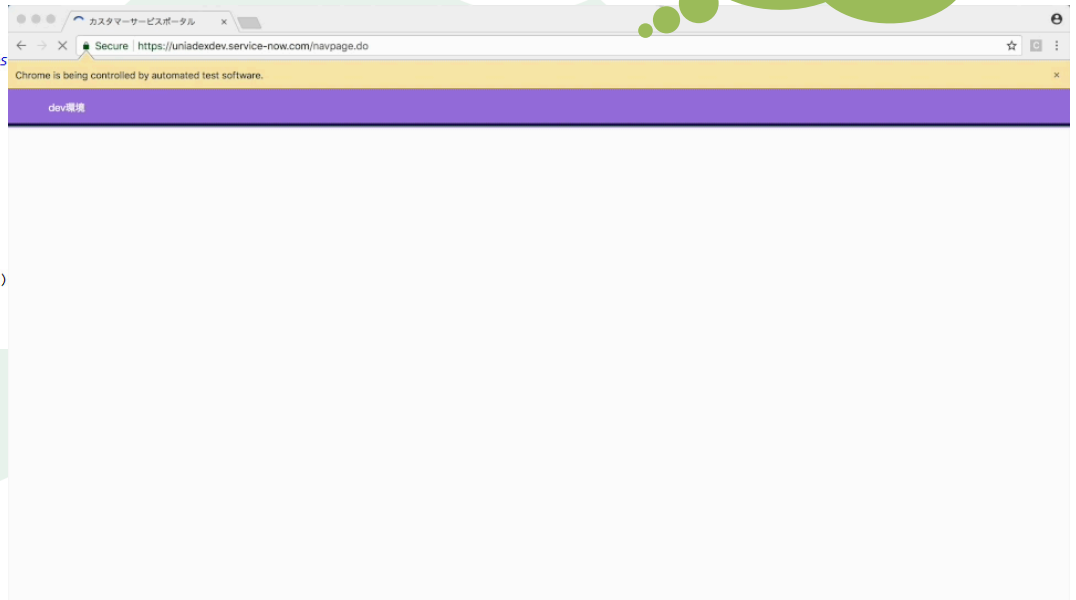 カスタマーサービスポータル ×
Secure https://uniadexdev.service-now.com/navpage.do
s
Chrome is being controlled by automated test software. ×
dev環境
)